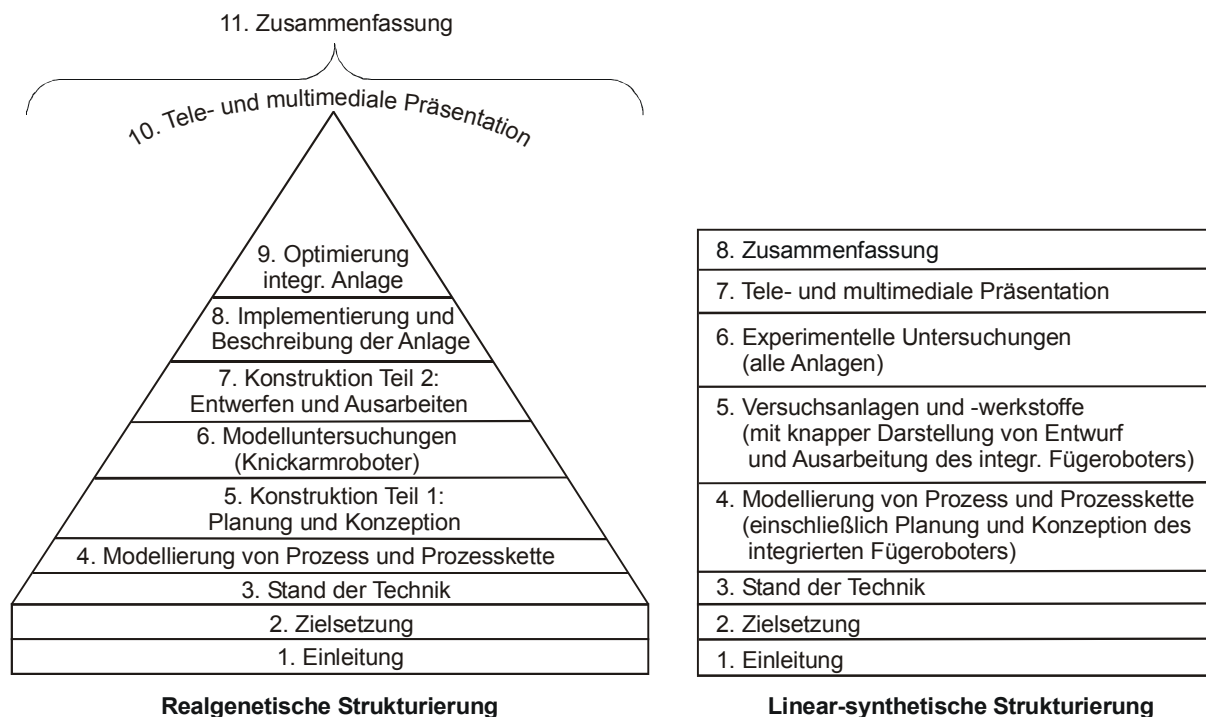 11. Zusammenfassung
10. Tele- und multimediale Präsentation
9. Optimierung
integr. Anlage
8. Implementierung und
Beschreibung der Anlage
7. Konstruktion Teil 2:
Entwerfen und Ausarbeiten
6. Modelluntersuchungen
(Knickarmroboter)
5. Konstruktion Teil 1:
Planung und Konzeption
4. Modellierung von Prozess und Prozesskette
3. Stand der Technik
2. Zielsetzung
1. Einleitung
Realgenetische Strukturierung
8. Zusammenfassung
7. Tele- und multimediale Präsentation
6. Experimentelle Untersuchungen
(alle Anlagen)
5. Versuchsanlagen und -werkstoffe
(mit knapper Darstellung von Entwurf
und Ausarbeitung des integr. Fügeroboters)
4. Modellierung von Prozess und Prozesskette
(einschließlich Planung und Konzeption des
integrierten Fügeroboters)
3. Stand der Technik
2. Zielsetzung
1. Einleitung
Linear-synthetische Strukturierung